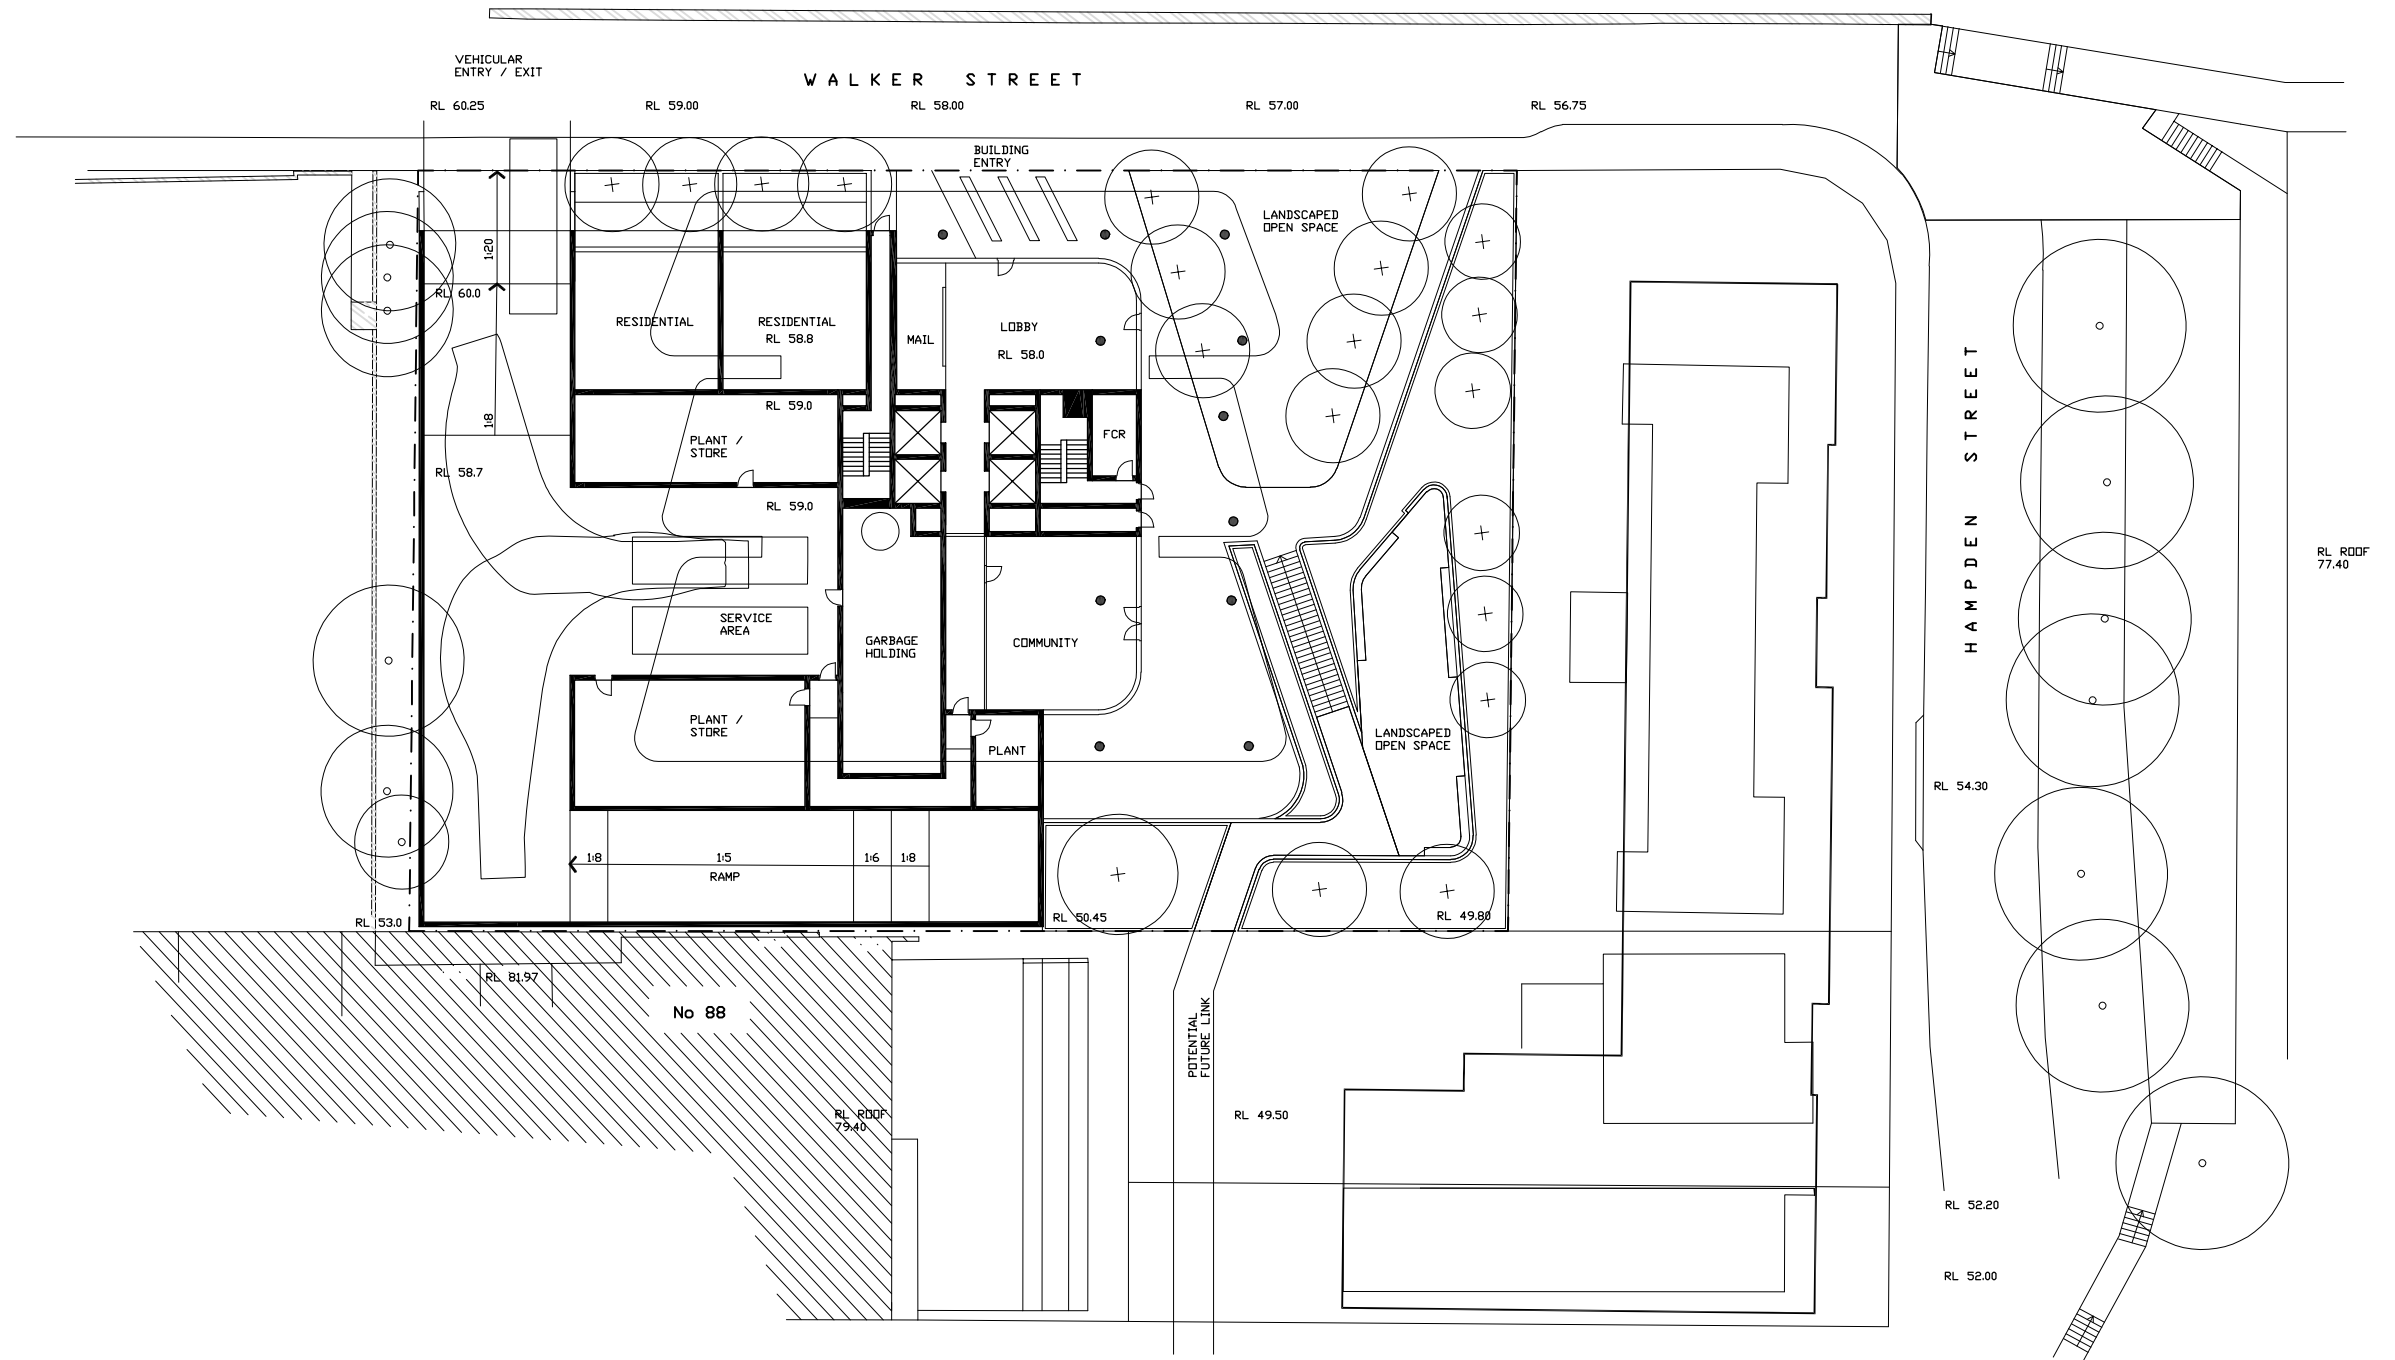 VEHICULAR
ENTRY / EXIT
WALKER STREET
RL 60.25
RL 59.00
RL 58.00
RL 57.00
RL 56.75
BUILDING
ENTRY
LANDSCAPED
OPEN SPACE
1:20
RL 60.0
RESIDENTIAL
RESIDENTIAL
RL 58.8
MAIL
LOBBY
RL 58.0
1:8
RL 59.0
PLANT /
STORE
FCR
RL 58.7
RL 59.0
HAMPDEN STREET
RL ROOF
77.40
SERVICE
AREA
GARBAGE
HOLDING
COMMUNITY
PLANT /
STORE
PLANT
LANDSCAPED
OPEN SPACE
RL 54.30
1:8
1:5
1:6
1:8
RAMP
RL 53.0
RL 50.45
RL 49.80
RL 81.97
No 88
POTENTIAL
FUTURE LINK
RL ROOF
79.40
RL 49.50
RL 52.20
RL 52.00